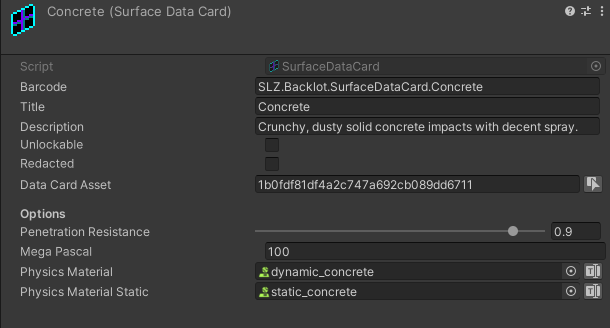 Concrete (Surface Data Card)
Script SurfaceDataCard
Barcode SLZ.Backlot.SurfaceDataCard.Concrete
Title Concrete
Description Crunchy, dusty solid concrete impacts with decent spray.
Unlockable
Redacted
Data Card Asset 1b0fdf81df4a2c747a692cb089dd6711
Options
Penetration Resistance 0.9
Mega Pascal 100
Physics Material dynamic_concrete
Physics Material Static static_concrete